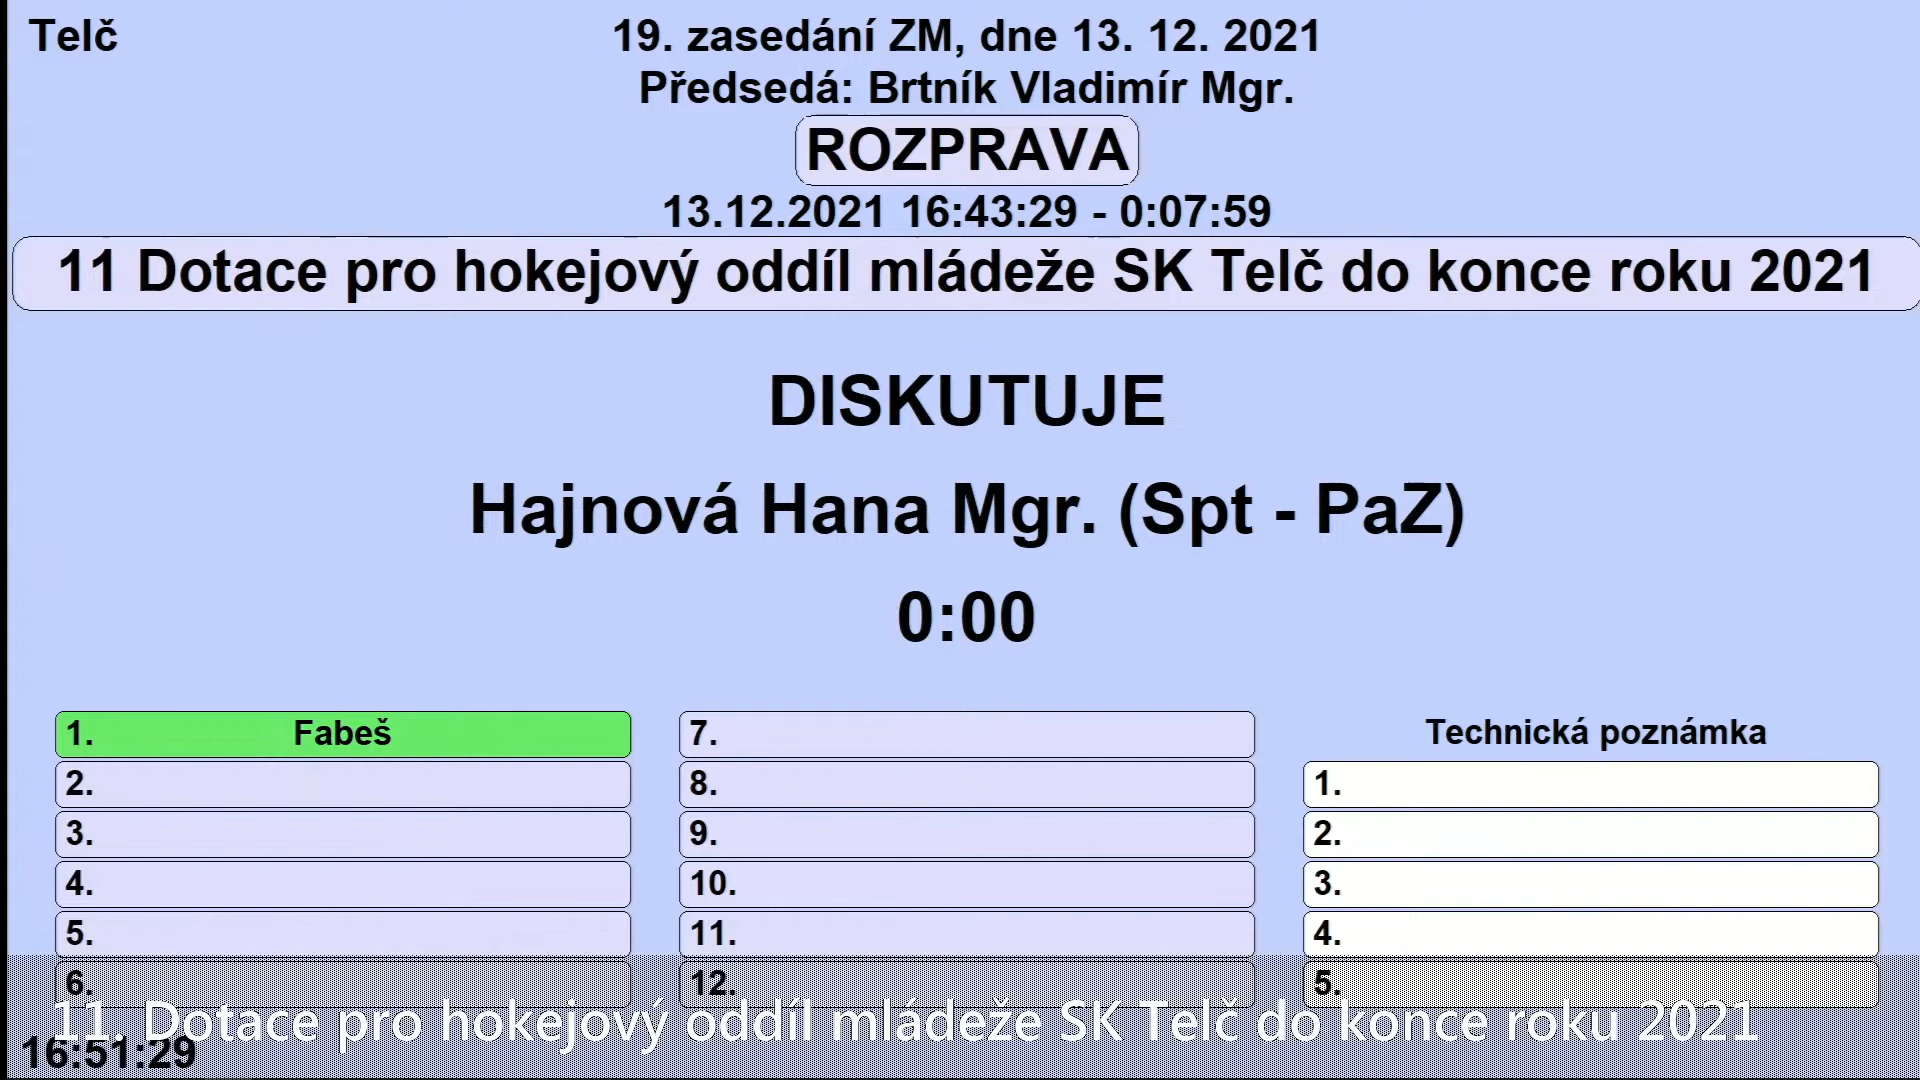 Telč
19. zasedání ZM, dne 13. 12. 2021
Předsedá: Brtník Vladimír Mgr.
ROZPRAVA
13.12.2021 16:43:29 - 0:07:59
11 Dotace pro hokejový oddíl mládeže SK Telč do konce roku 2021
DISKUTUJE
Hajnová Hana Mgr. (Spt - PaZ)
0:00
1. Fabeš
2.
3.
4.
5.
6.
7.
8.
9.
10.
11.
12.
Technická poznámka
1.
2.
3.
4.
5.
11. Dotace pro hokejový oddíl mládeže SK Telč do konce roku 2021
16:51:29